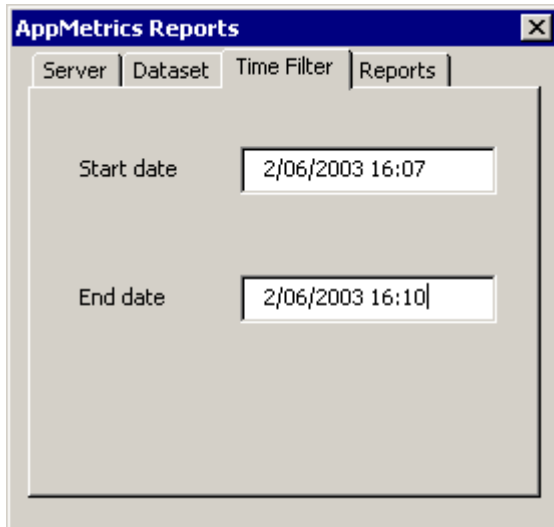 AppMetrics Reports
Server Dataset Time Filter Reports
Start date 2/06/2003 16:07
End date 2/06/2003 16:10